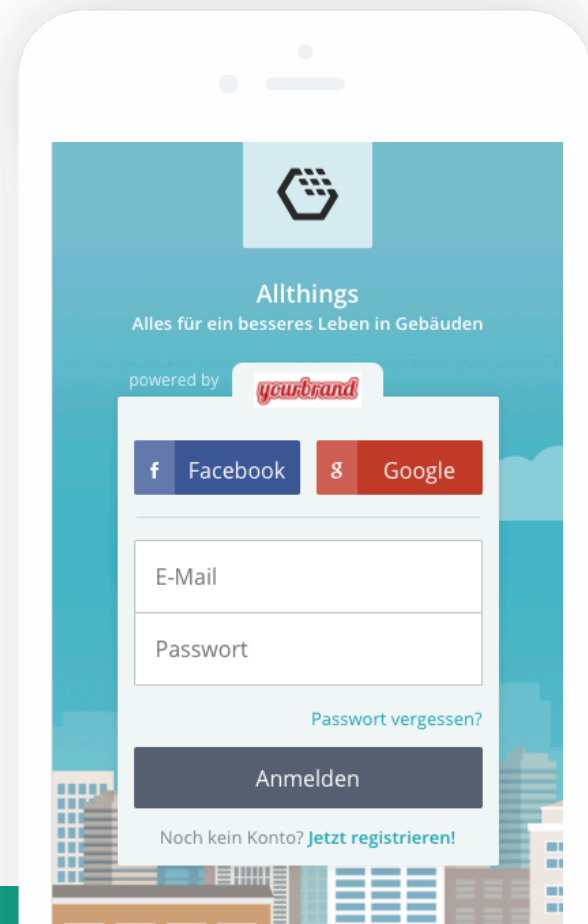 Allthings
Alles für ein besseres Leben in Gebäuden
powered by yourbrand
f Facebook
g Google
E-Mail
Passwort
Passwort vergessen?
Anmelden
Noch kein Konto? Jetzt registrieren!